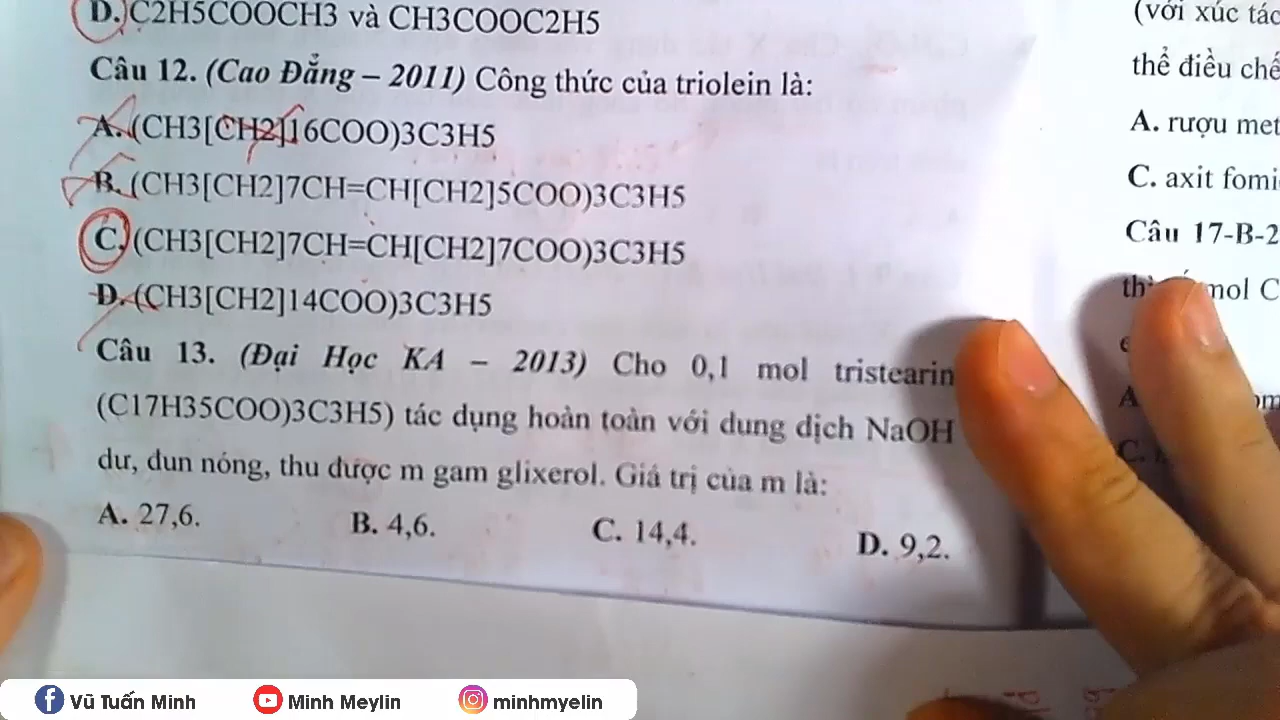 D. C2H5COOCH3 và CH3COOC2H5
Câu 12. (Cao Đẳng – 2011) Công thức của triolein là:
A. (CH3[CH2]16COO)3C3H5
B. (CH3[CH2]7CH=CH[CH2]5COO)3C3H5
C. (CH3[CH2]7CH=CH[CH2]7COO)3C3H5
D. (CH3[CH2]14COO)3C3H5
Câu 13. (Đại Học KA – 2013) Cho 0,1 mol tristearin
(C17H35COO)3C3H5) tác dụng hoàn toàn với dung dịch NaOH
dư, đun nóng, thu được m gam glixerol. Giá trị của m là:
A. 27,6. B. 4,6. C. 14,4. D. 9,2.
(với xúc tác
thể điều chế
A. rượu met
C. axit fomi
Câu 17-B-2
mol C
A
C.
Vũ Tuấn Minh Minh Meylin minhmyelin